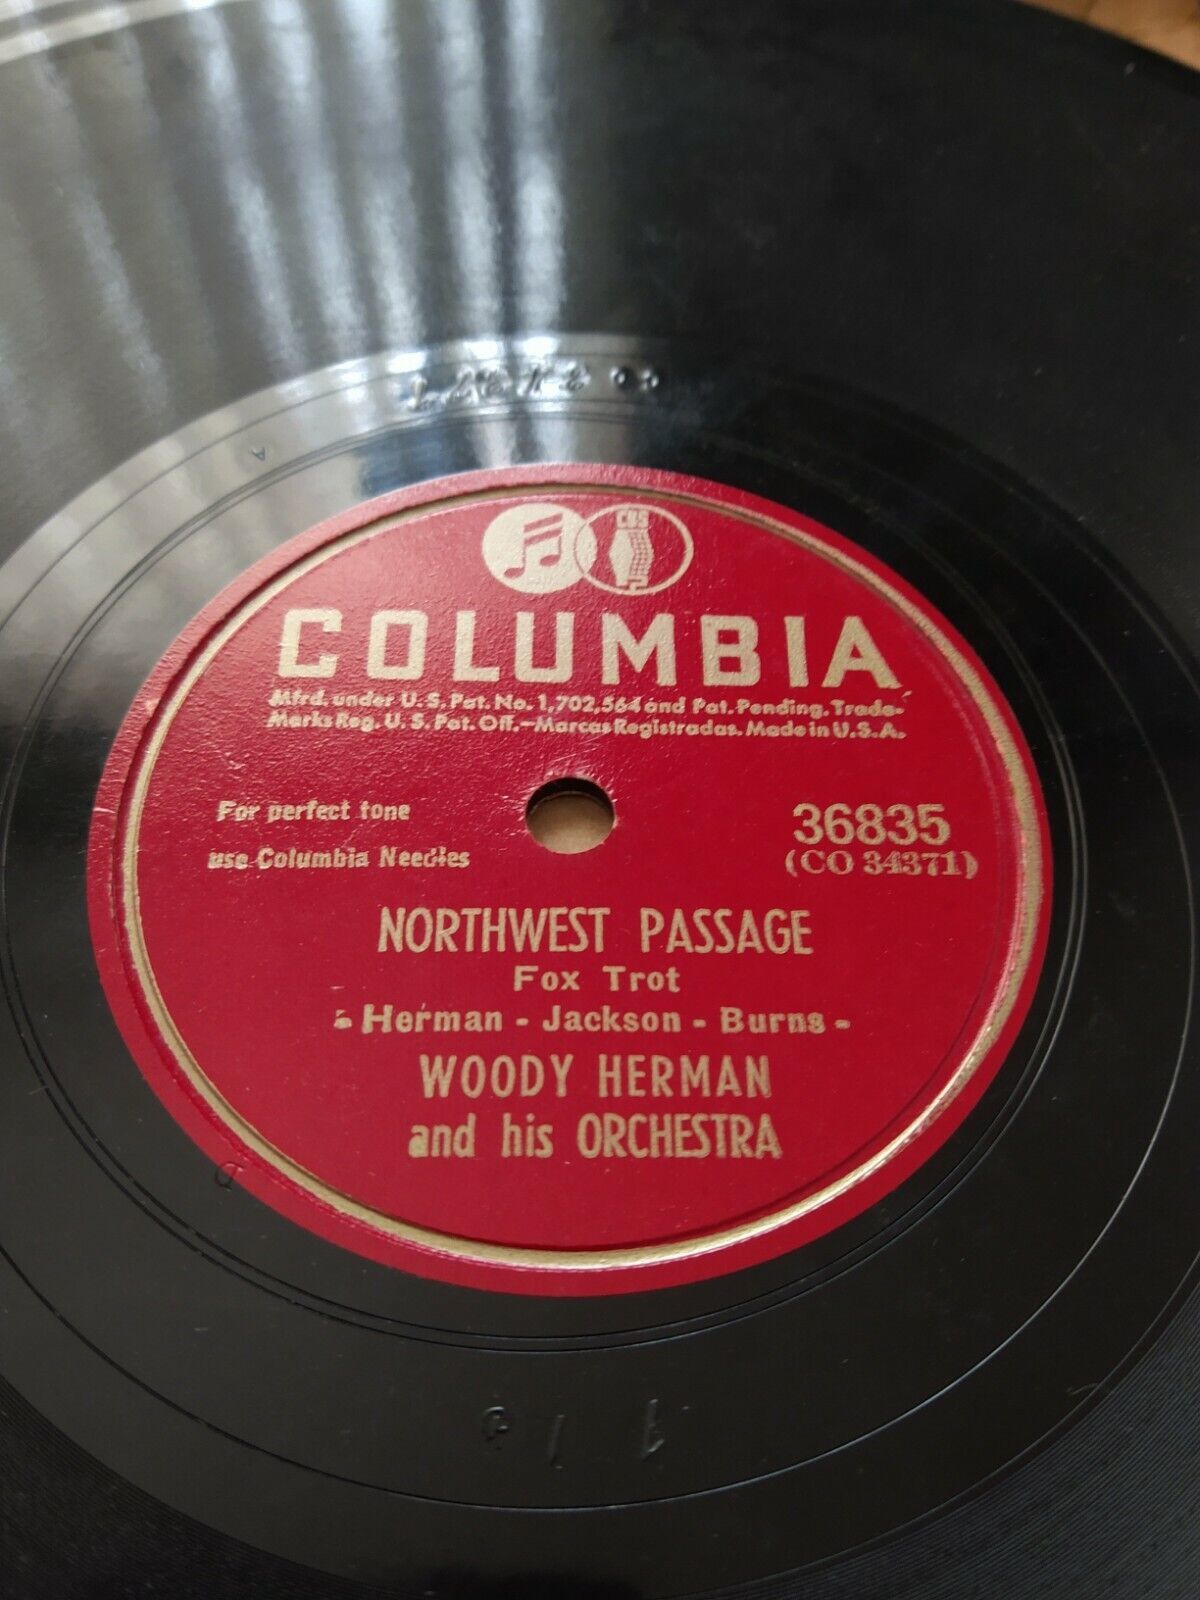 CBS
COLUMBIA
Mfrd. under U.S. Pat. No. 1,702,564 and Pat. Pending. Trade-
Marks Reg. U.S. Pat. Off.—Marcas Registradas. Made in U.S.A.
For perfect tone
use Columbia Needles
36835
(CO 34371)
NORTHWEST PASSAGE
Fox Trot
- Herman - Jackson - Burns -
WOODY HERMAN
and his ORCHESTRA